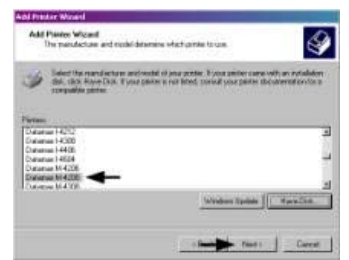 Add Printer Wizard
Add Printer Wizard
The manufacturer and model determine which printer to use.
Select the manufacturer and model of your printer. If your printer came with an installation
disk, click Have Disk. If your printer is not listed, consult your printer documentation for a
compatible printer.
Printers:
Datamax I-4212
Datamax I-4300
Datamax I-4406
Datamax I-4604
Datamax M-4206
Datamax M-4208
Datamax M-4306
Windows Update
Have Disk...
Next >
Cancel